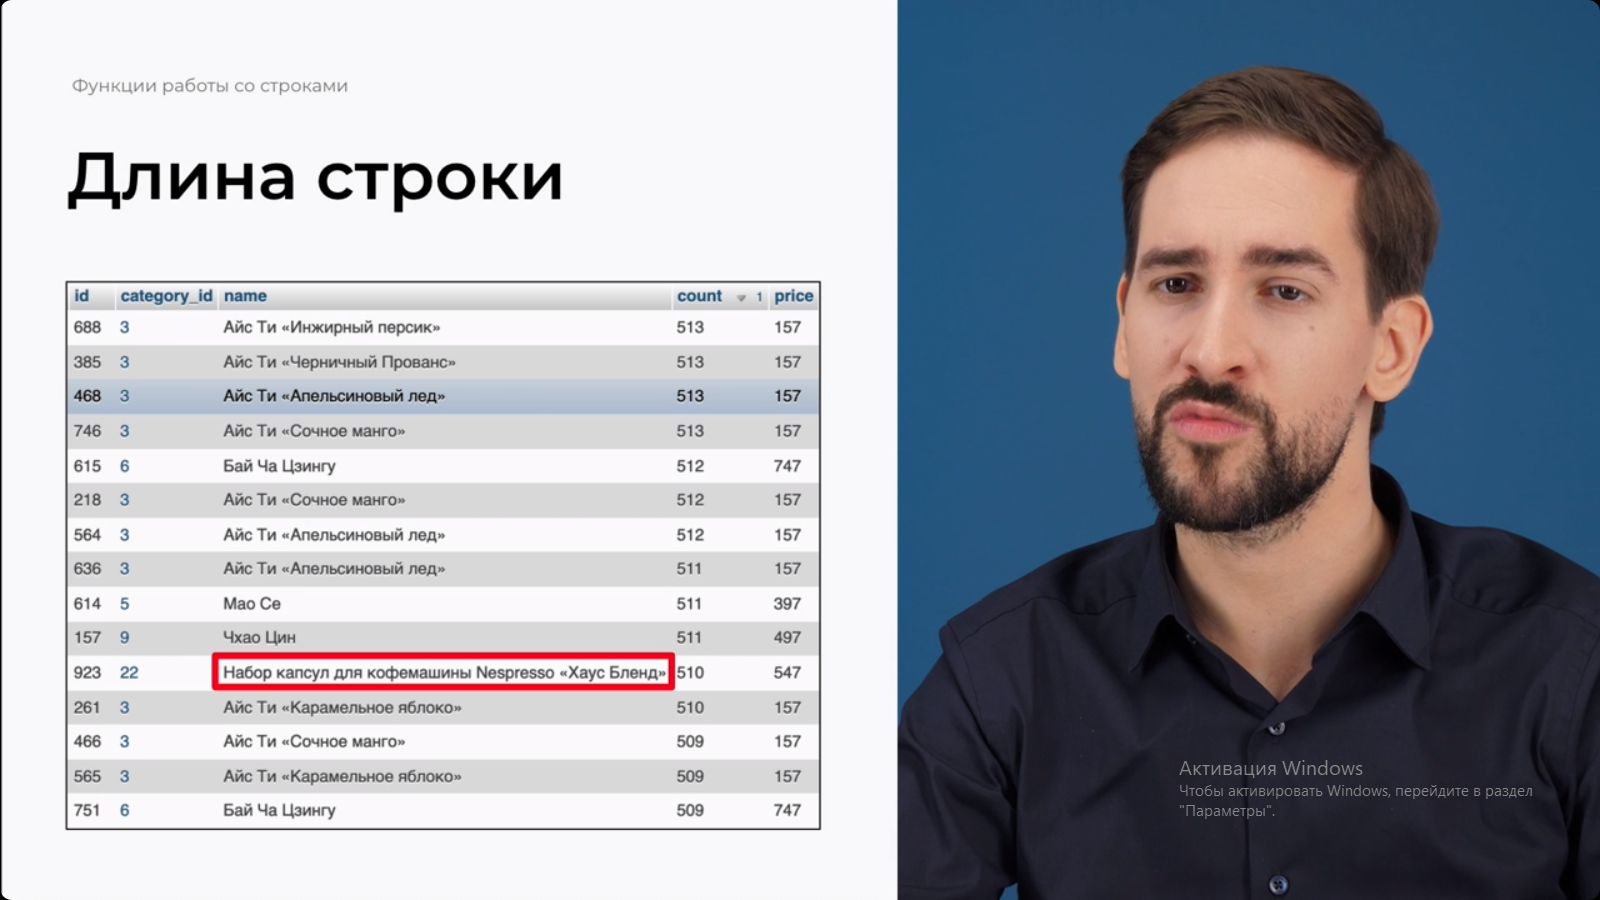 Функции работы со строками
Длина строки
id category_id name count 1 price
688 3 Айс Ти «Инжирный персик» 513 157
385 3 Айс Ти «Черничный Прованс» 513 157
468 3 Айс Ти «Апельсиновый лед» 513 157
746 3 Айс Ти «Сочное манго» 513 157
615 6 Бай Ча Цзингу 512 747
218 3 Айс Ти «Сочное манго» 512 157
564 3 Айс Ти «Апельсиновый лед» 512 157
636 3 Айс Ти «Апельсиновый лед» 511 157
614 5 Мао Се 511 397
157 9 Чхао Цин 511 497
923 22 Набор капсул для кофемашины Nespresso «Хаус Бленд» 510 547
261 3 Айс Ти «Карамельное яблоко» 510 157
466 3 Айс Ти «Сочное манго» 509 157
565 3 Айс Ти «Карамельное яблоко» 509 157
751 6 Бай Ча Цзингу 509 747
Активация Windows
Чтобы активировать Windows, перейдите в раздел
"Параметры".